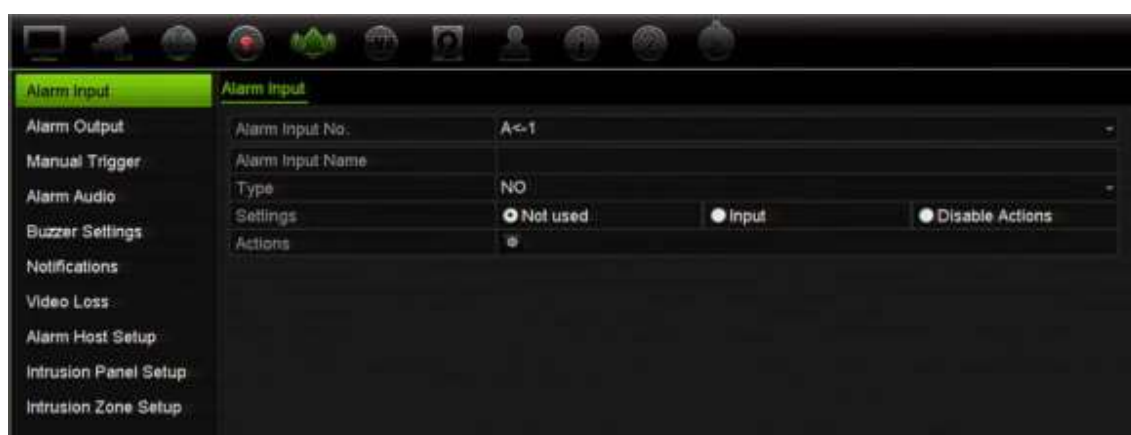 Alarm Input
Alarm Output
Manual Trigger
Alarm Audio
Buzzer Settings
Notifications
Video Loss
Alarm Host Setup
Intrusion Panel Setup
Intrusion Zone Setup
Alarm Input
Alarm Input No. A<-1
Alarm Input Name
Type NO
Settings Not used Input Disable Actions
Actions